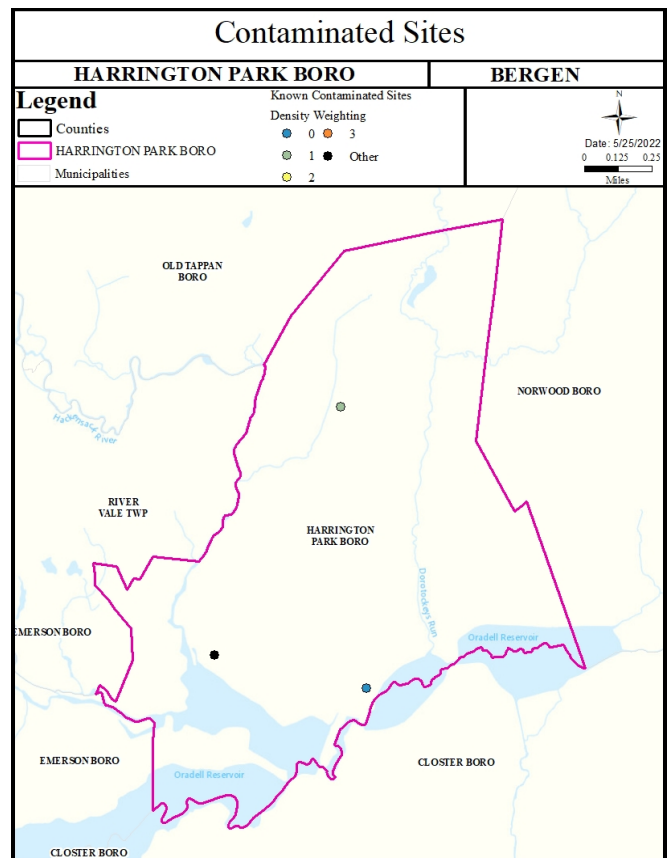 Contaminated Sites
HARRINGTON PARK BORO
BERGEN
Legend
Counties
HARRINGTON PARK BORO
Municipalities
Known Contaminated Sites
Density Weighting
0
3
1
Other
2
N
Date: 5/25/2022
0 0.125 0.25
Miles
OLD TAPPAN
BORO
Hackensack River
NORWOOD BORO
RIVER
VALE TWP
HARRINGTON
PARK BORO
Dorotockeys Run
EMERSON BORO
Oradell Reservoir
EMERSON BORO
CLOSTER BORO
Oradell Reservoir
CLOSTER BORO